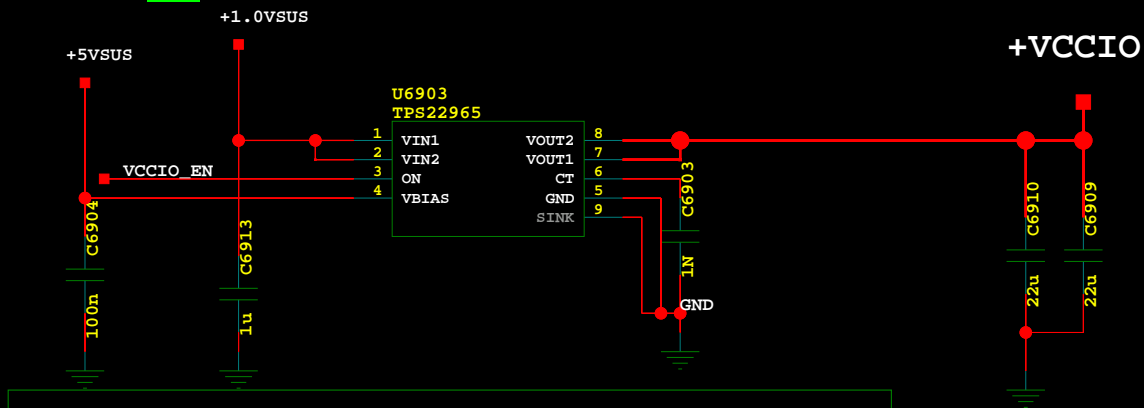 +1.0VSUS
+5VSUS
+VCCIO
U6903
TPS22965
1 VIN1 VOUT2 8
2 VIN2 VOUT1 7
VCCIO_EN 3 ON CT 6
4 VBIAS GND 5
SINK 9
C6904
100n
C6913
1u
C6903
1N
GND
C6910
22u
C6909
22u